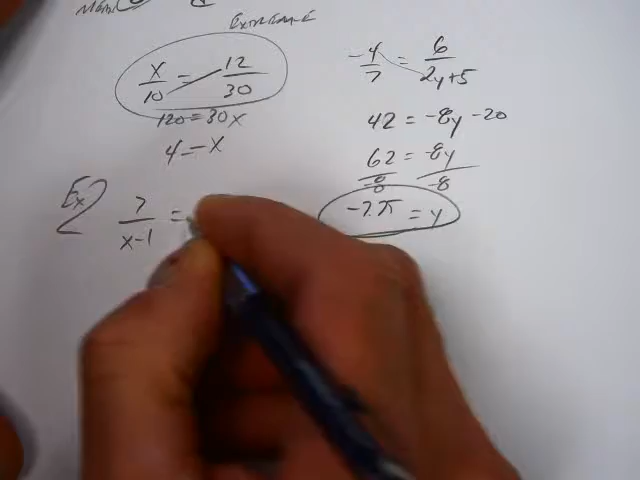 Extreme
x/10 = 12/30
120 = 30x
4 = x
-4/7 = 6/2y+5
42 = -8y -20
62 = -8y
-8 -8
-7.75 = y
Ex 2 7/x-1 =